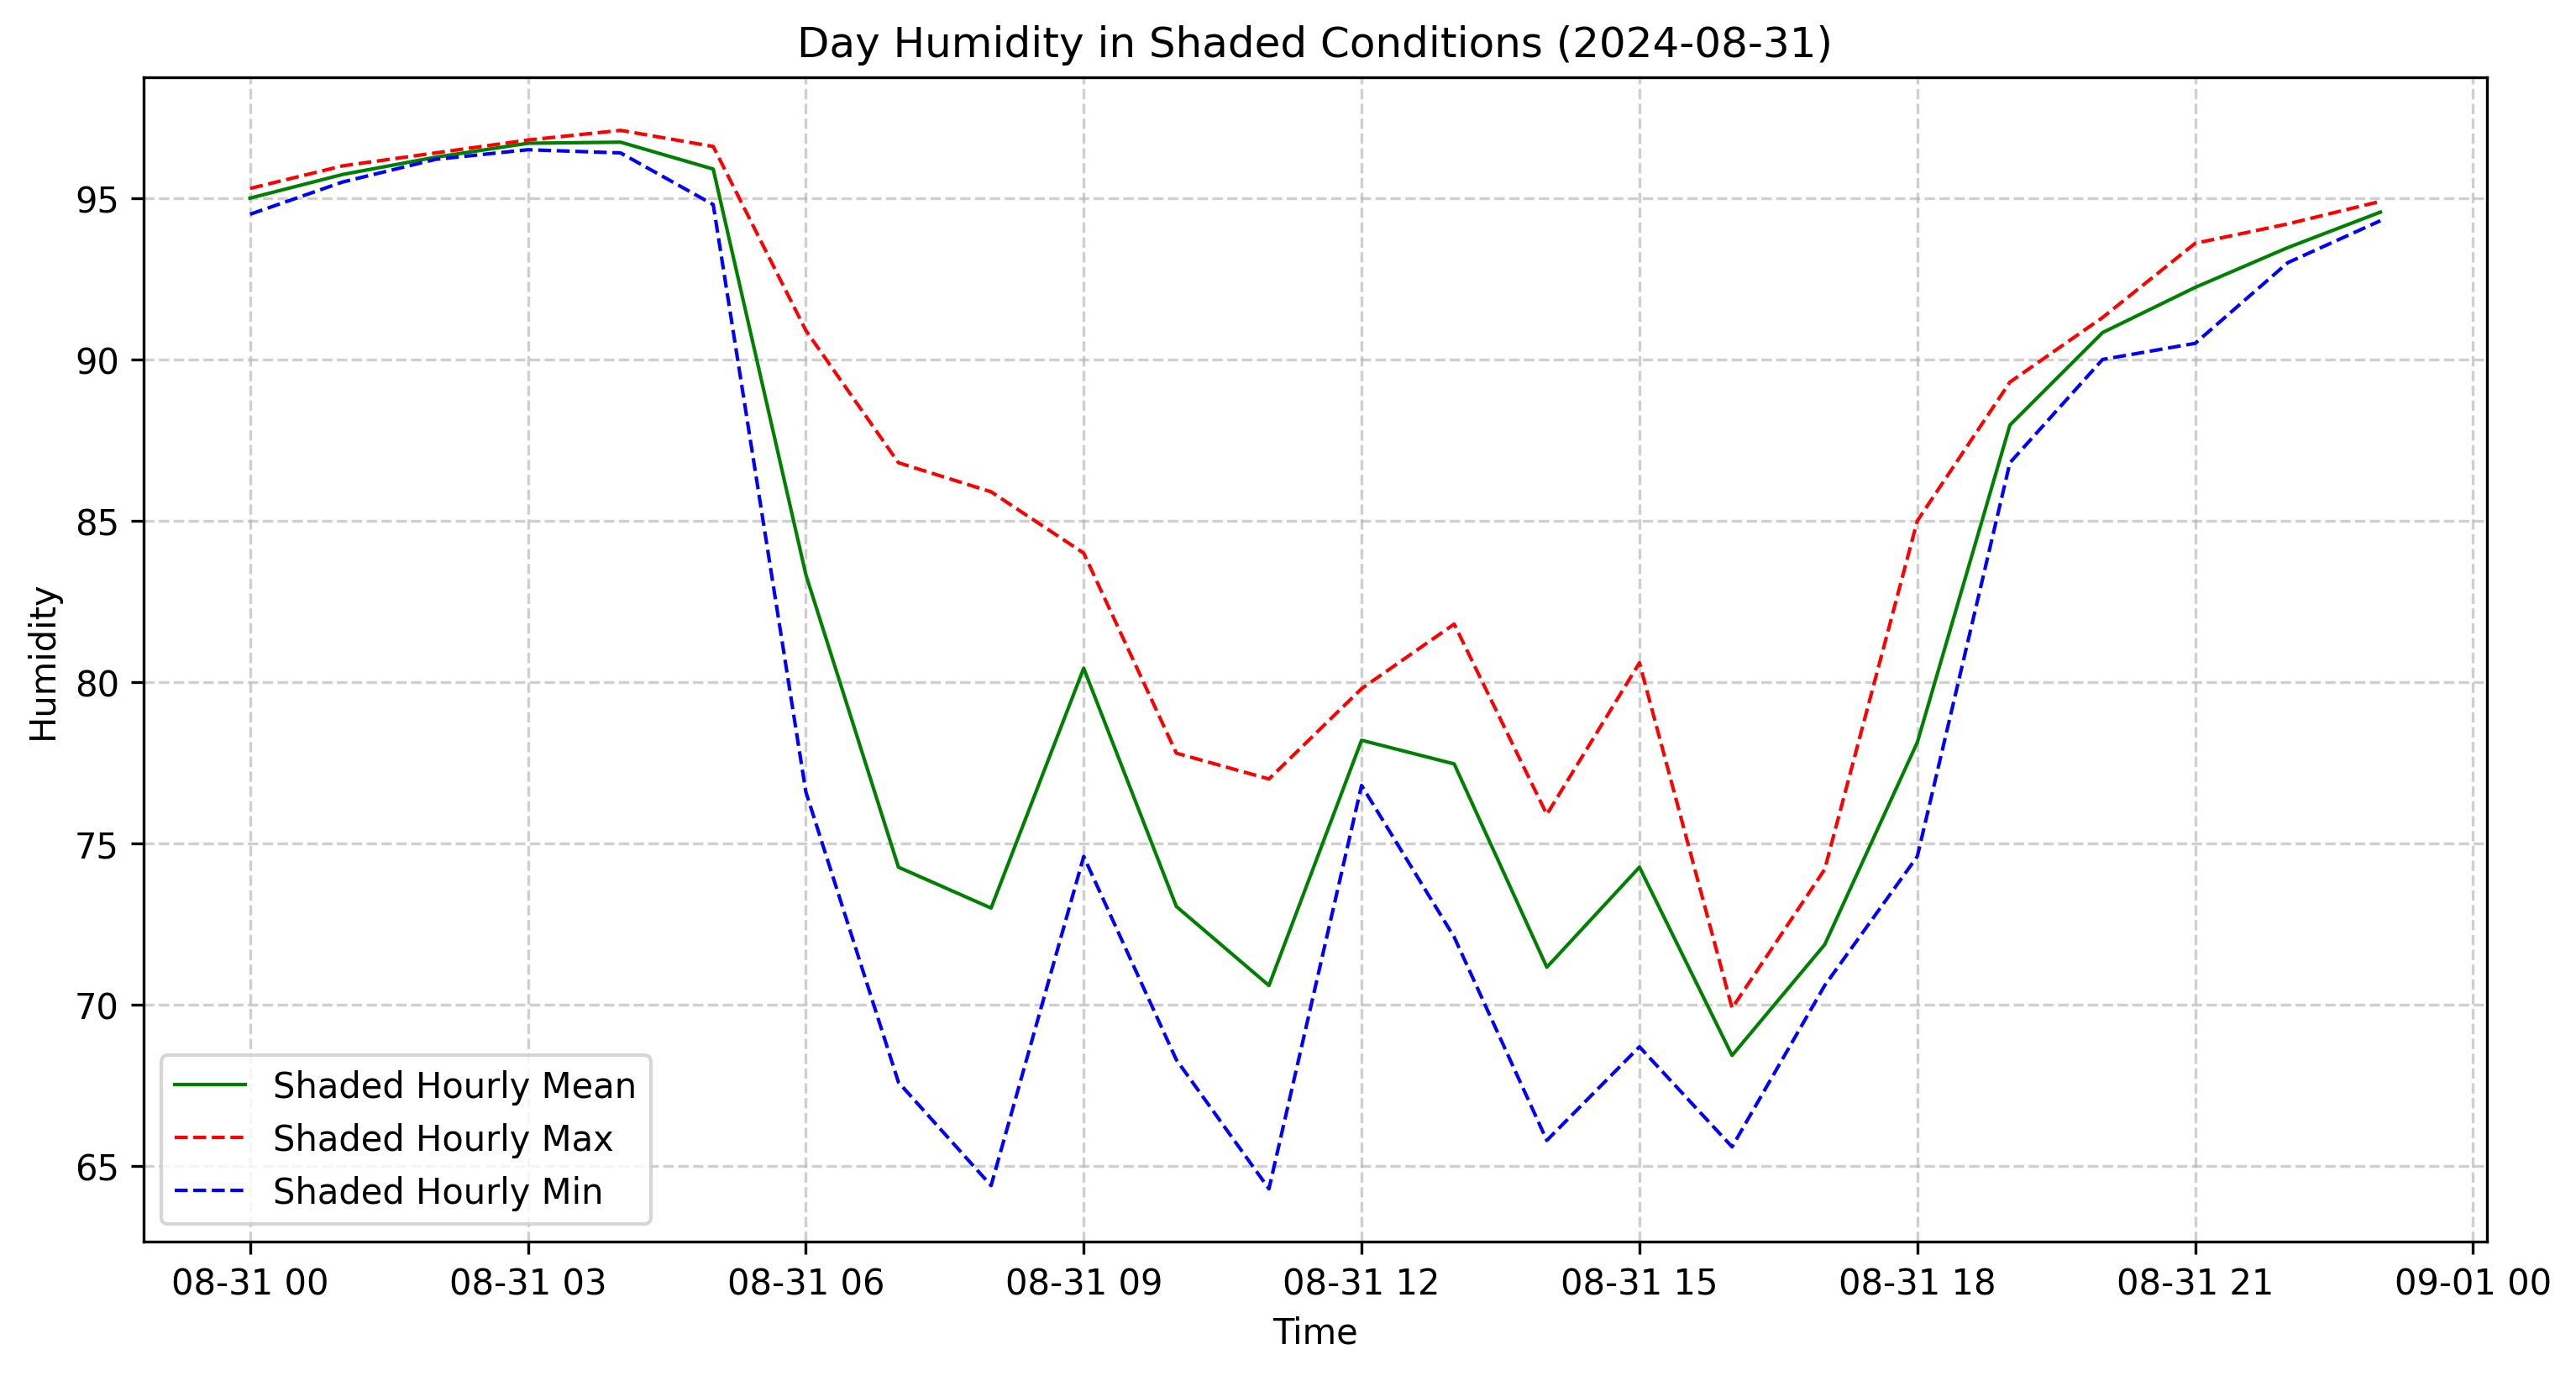 Day Humidity in Shaded Conditions (2024-08-31)
Humidity
95
90
85
80
75
70
65
Shaded Hourly Mean
Shaded Hourly Max
Shaded Hourly Min
08-31 00 08-31 03 08-31 06 08-31 09 08-31 12 08-31 15 08-31 18 08-31 21 09-01 00
Time